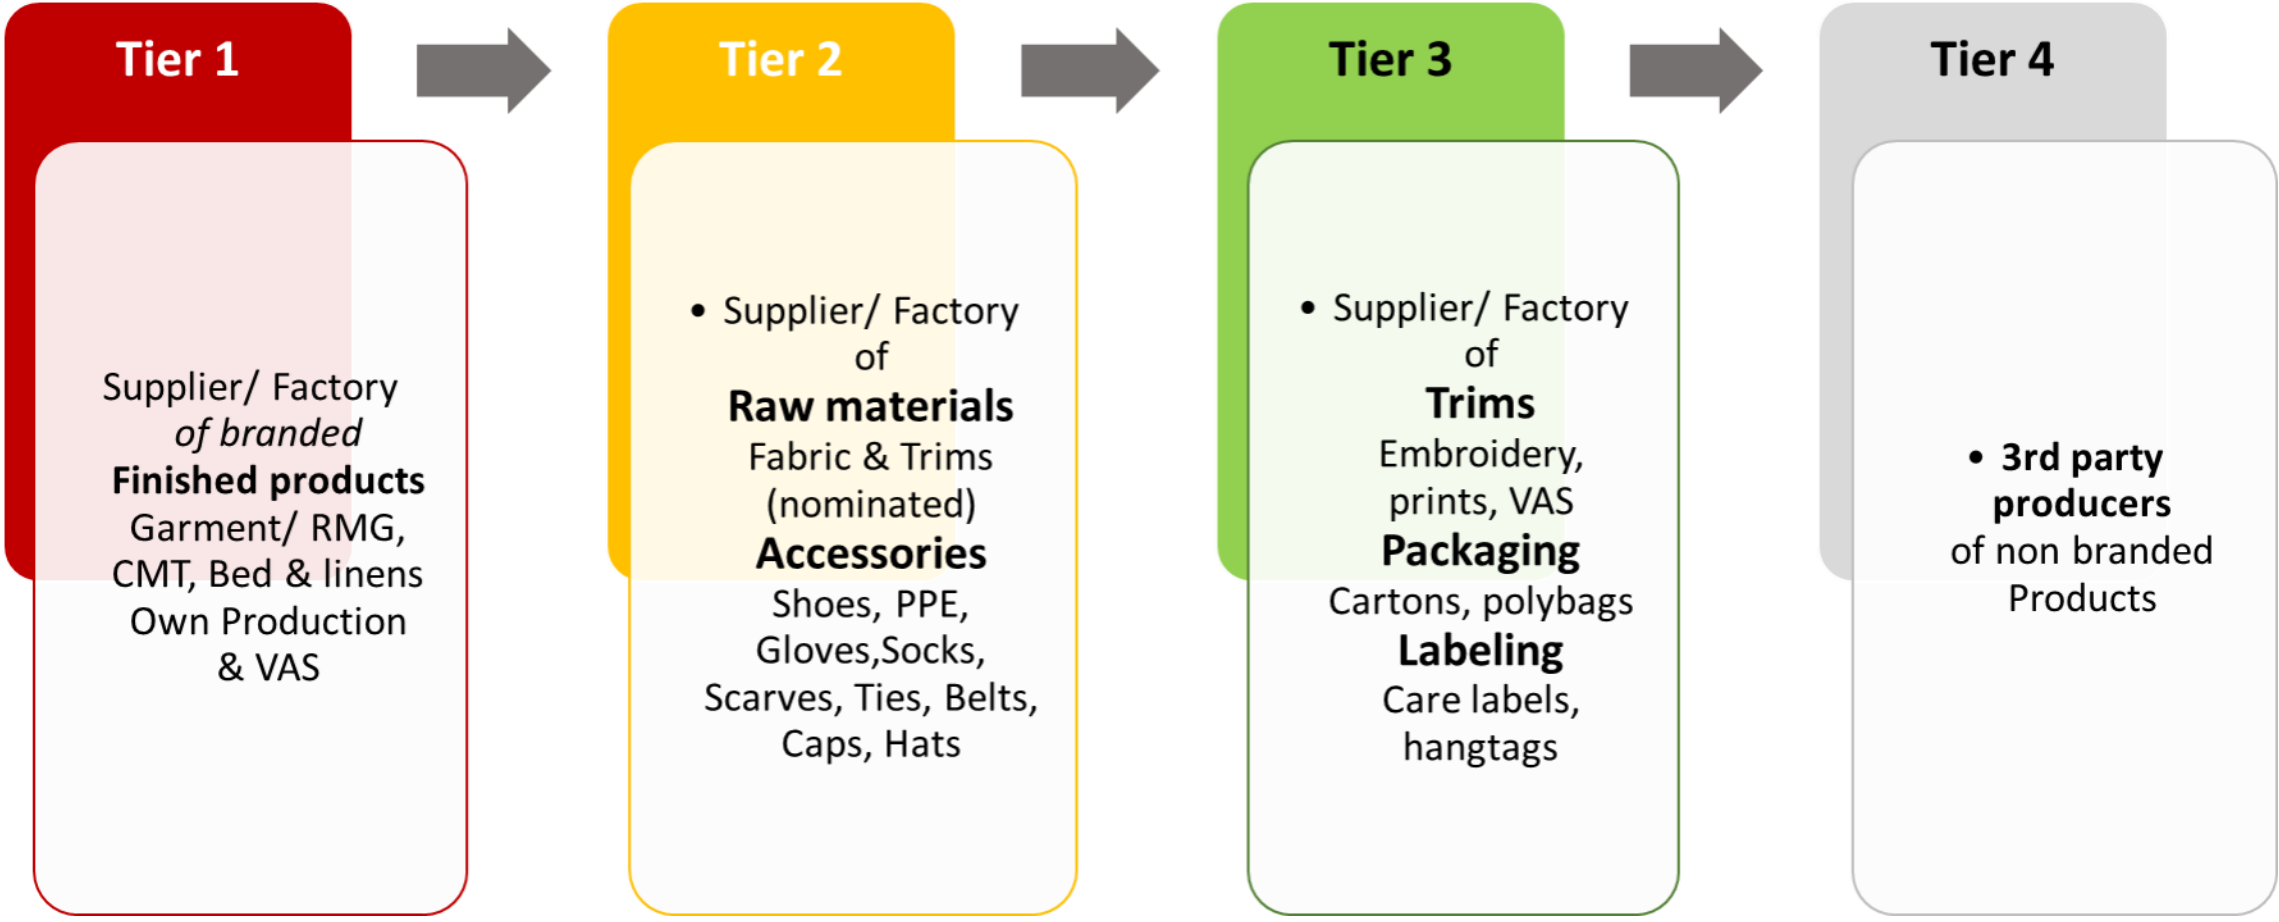 Tier 1
Supplier/ Factory
of branded
Finished products
Garment/ RMG,
CMT, Bed & linens
Own Production
& VAS
Tier 2
• Supplier/ Factory
of
Raw materials
Fabric & Trims
(nominated)
Accessories
Shoes, PPE,
Gloves,Socks,
Scarves, Ties, Belts,
Caps, Hats
Tier 3
• Supplier/ Factory
of
Trims
Embroidery,
prints, VAS
Packaging
Cartons, polybags
Labeling
Care labels,
hangtags
Tier 4
• 3rd party
producers
of non branded
Products